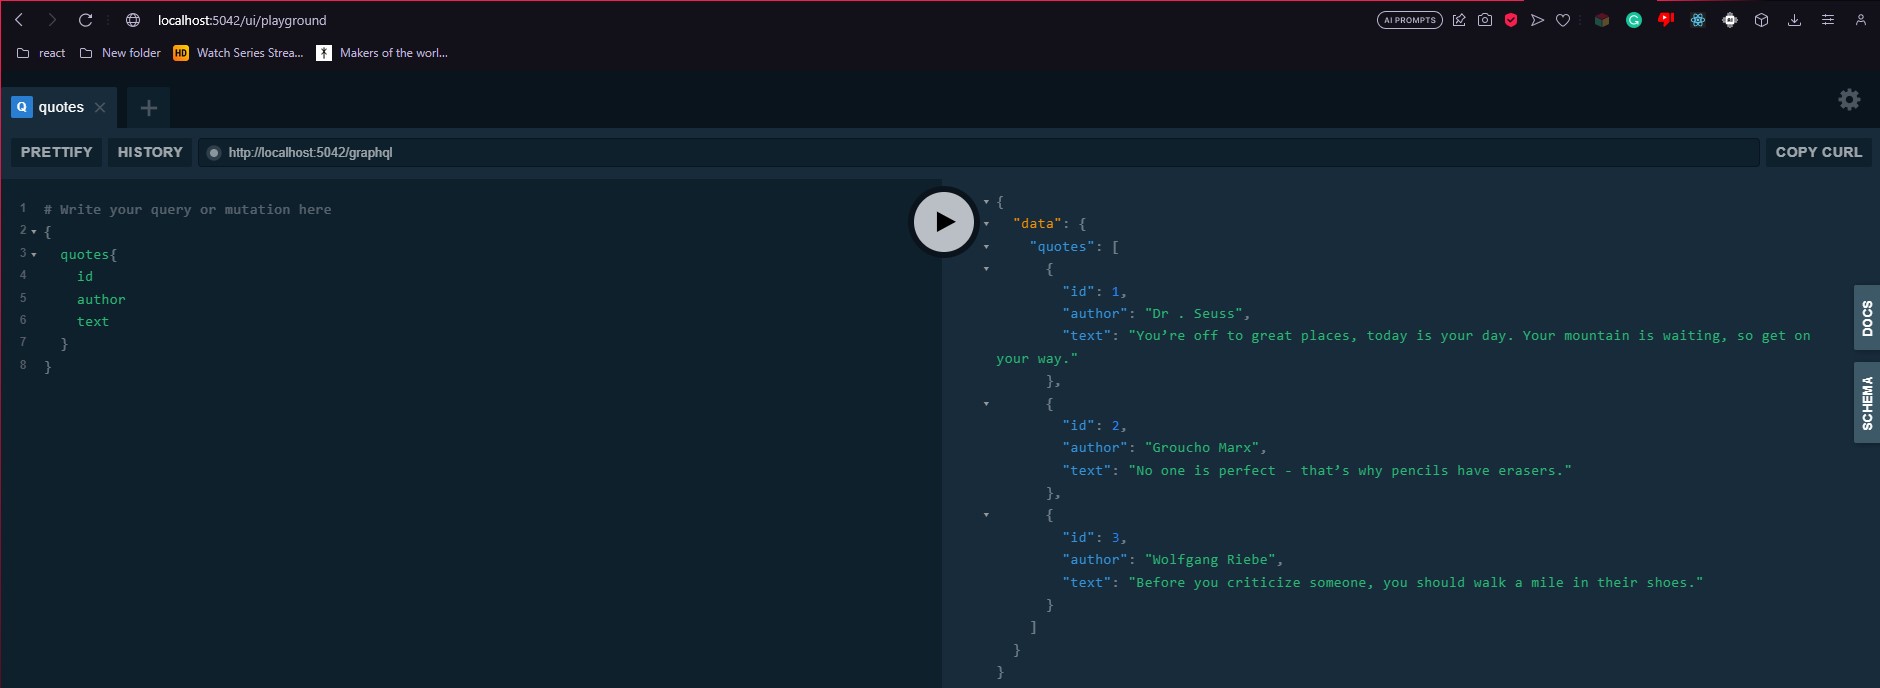 localhost:5042/ui/playground
AI PROMPTS
react New folder HD Watch Series Strea... Makers of the worl...
Q quotes
PRETTIFY HISTORY http://localhost:5042/graphql COPY CURL
1 # Write your query or mutation here
2 {
3 quotes{
4 id
5 author
6 text
7 }
8 }
{
"data": {
"quotes": [
{
"id": 1,
"author": "Dr . Seuss",
"text": "You’re off to great places, today is your day. Your mountain is waiting, so get on
your way."
},
{
"id": 2,
"author": "Groucho Marx",
"text": "No one is perfect - that’s why pencils have erasers."
},
{
"id": 3,
"author": "Wolfgang Riebe",
"text": "Before you criticize someone, you should walk a mile in their shoes."
}
]
}
}
DOCS
SCHEMA